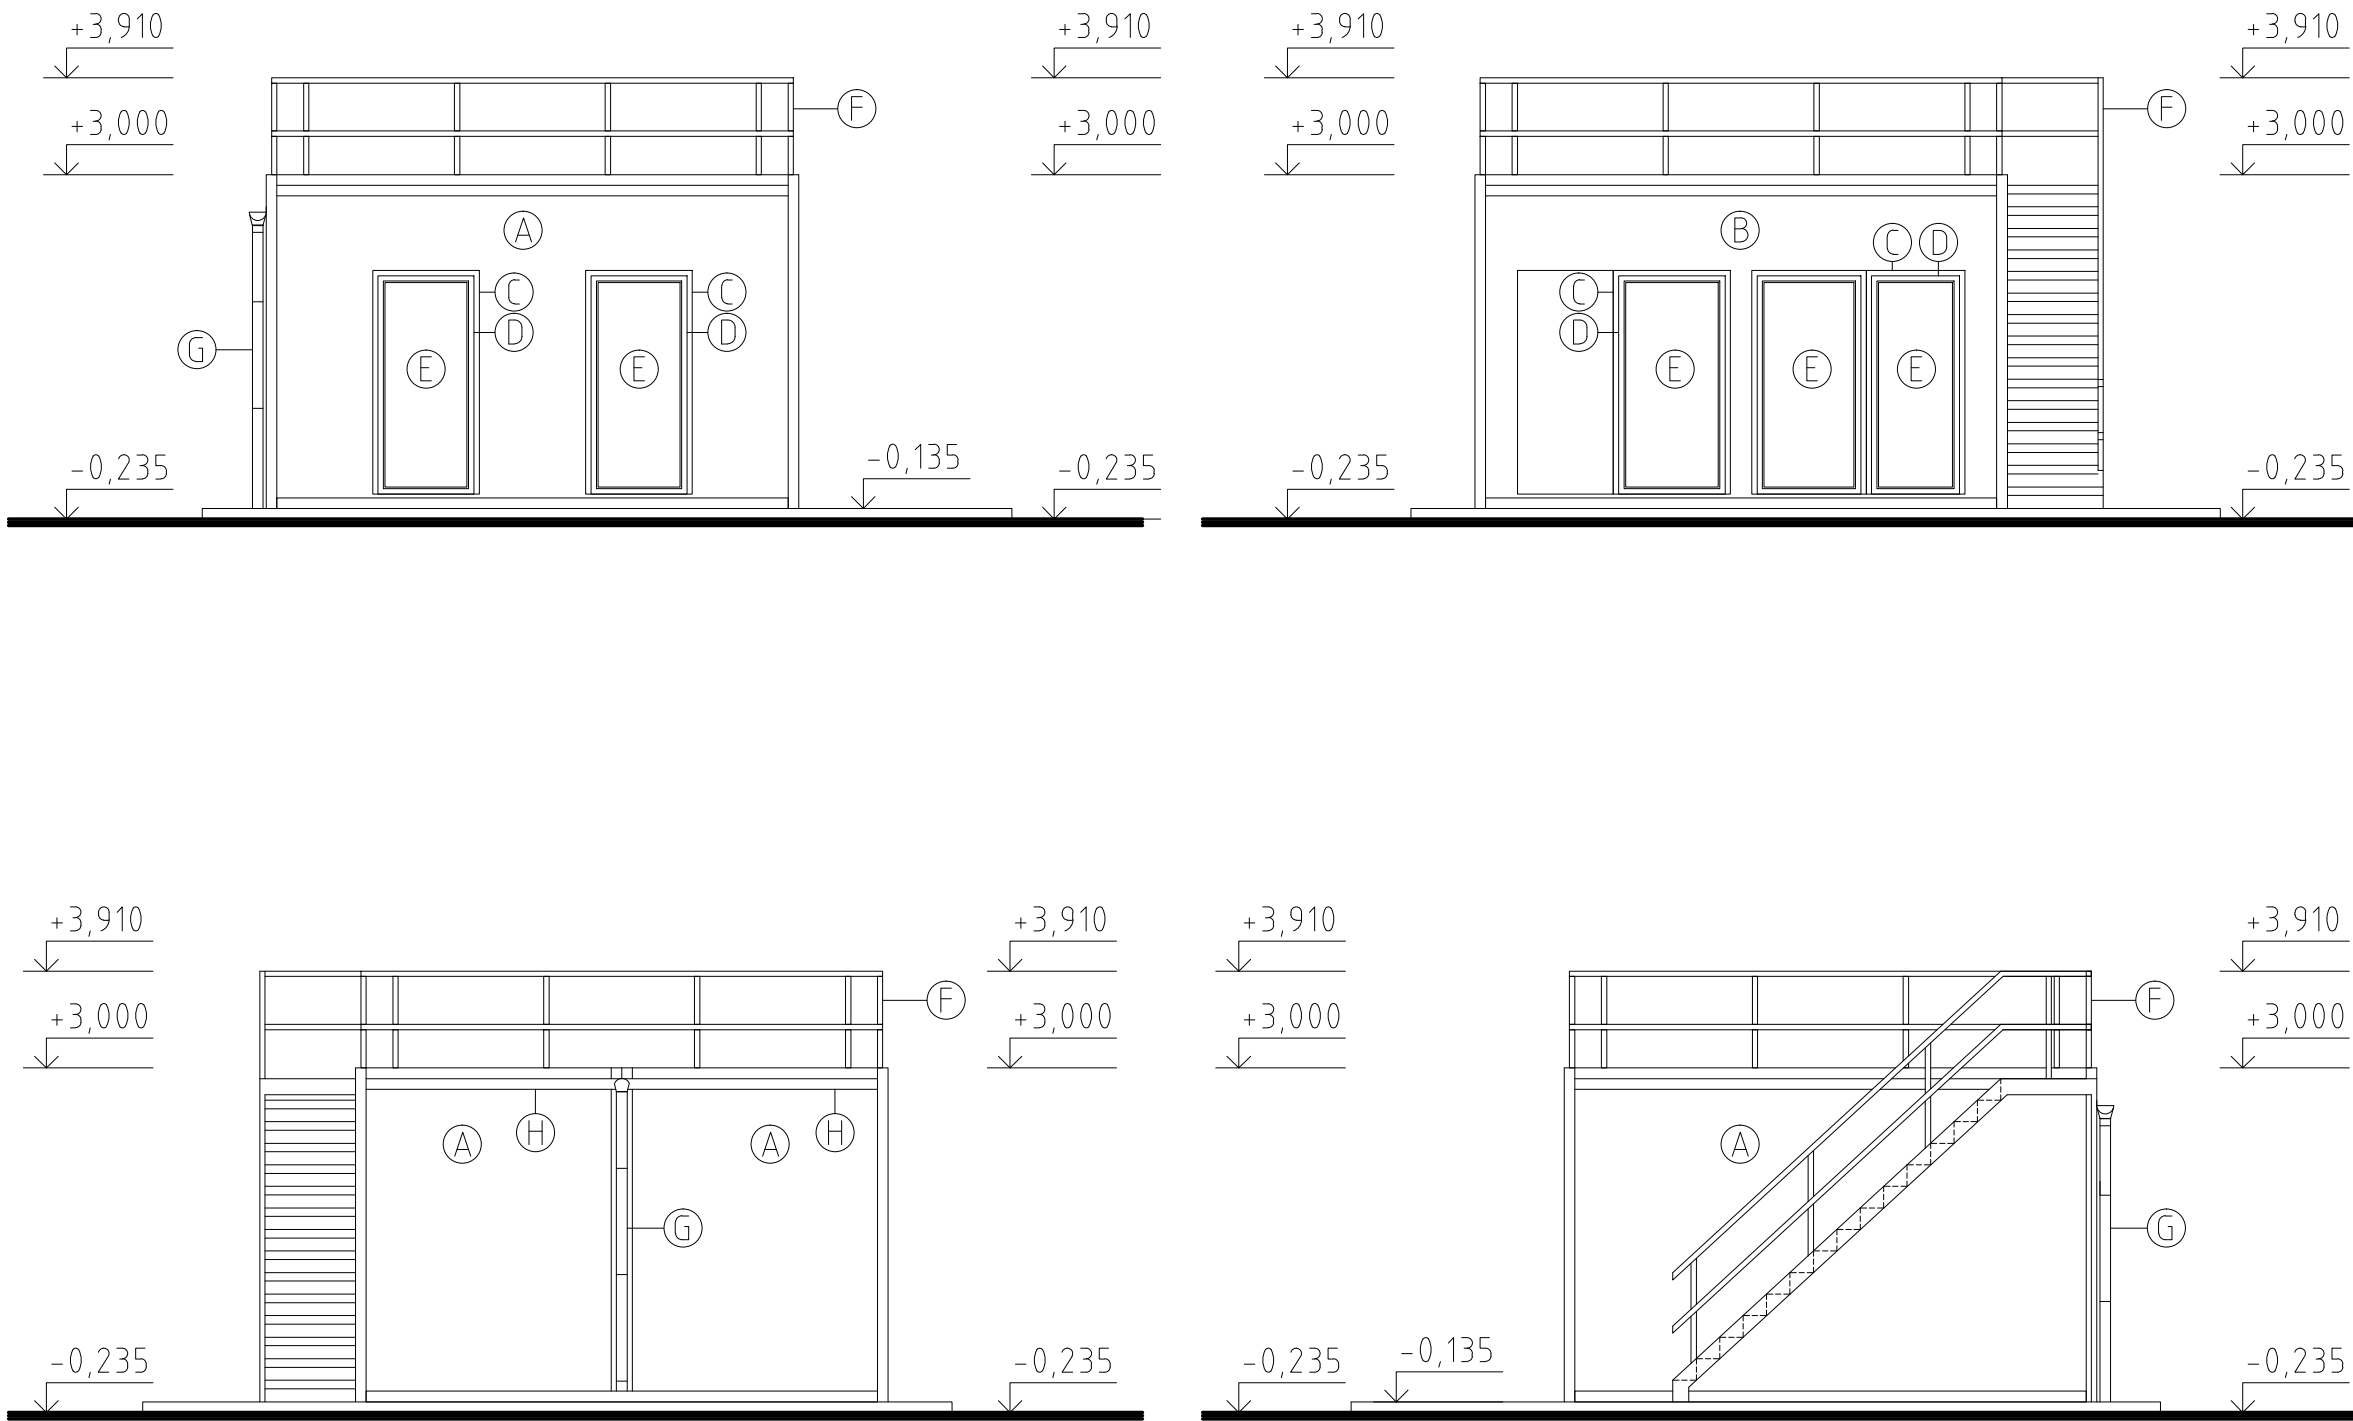 +3,910 +3,910 +3,910 +3,910
F F
+3,000 +3,000 +3,000 +3,000
A B
C D
C C C
D D D
G
E E E E E
-0,135
-0,235 -0,235 -0,235 -0,235
+3,910 +3,910 +3,910 +3,910
F F
+3,000 +3,000 +3,000 +3,000
H H
A A A
G G
-0,135
-0,235 -0,235 -0,235 -0,235